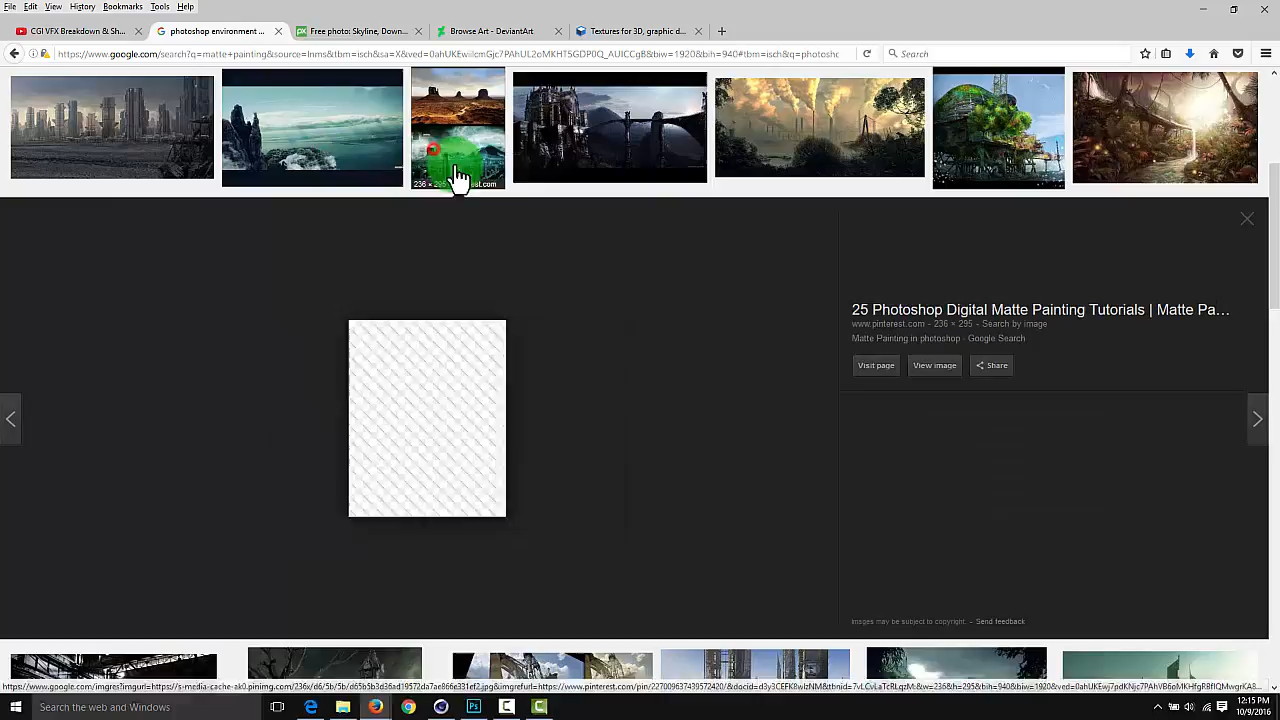 File Edit View History Bookmarks Tools Help
CGI VFX Breakdown & Sh...
photoshop environment ...
Free photo: Skyline, Down...
Browse Art - DeviantArt
Textures for 3D, graphic d...
Search
236 × 295
25 Photoshop Digital Matte Painting Tutorials | Matte Pa...
www.pinterest.com - 236 × 295 - Search by image
Matte Painting in photoshop - Google Search
Visit page
View image
Share
Images may be subject to copyright. - Send feedback
Search the web and Windows
12:15 PM
10/9/2016